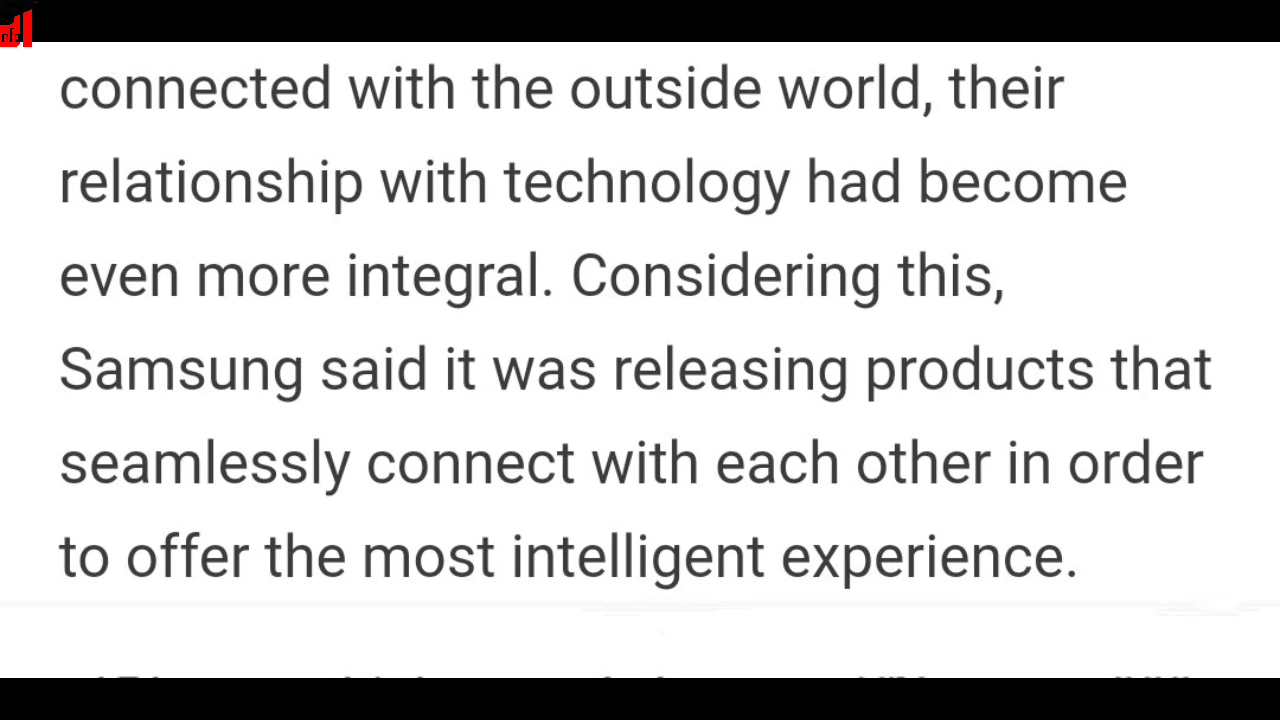 connected with the outside world, their
relationship with technology had become
even more integral. Considering this,
Samsung said it was releasing products that
seamlessly connect with each other in order
to offer the most intelligent experience.